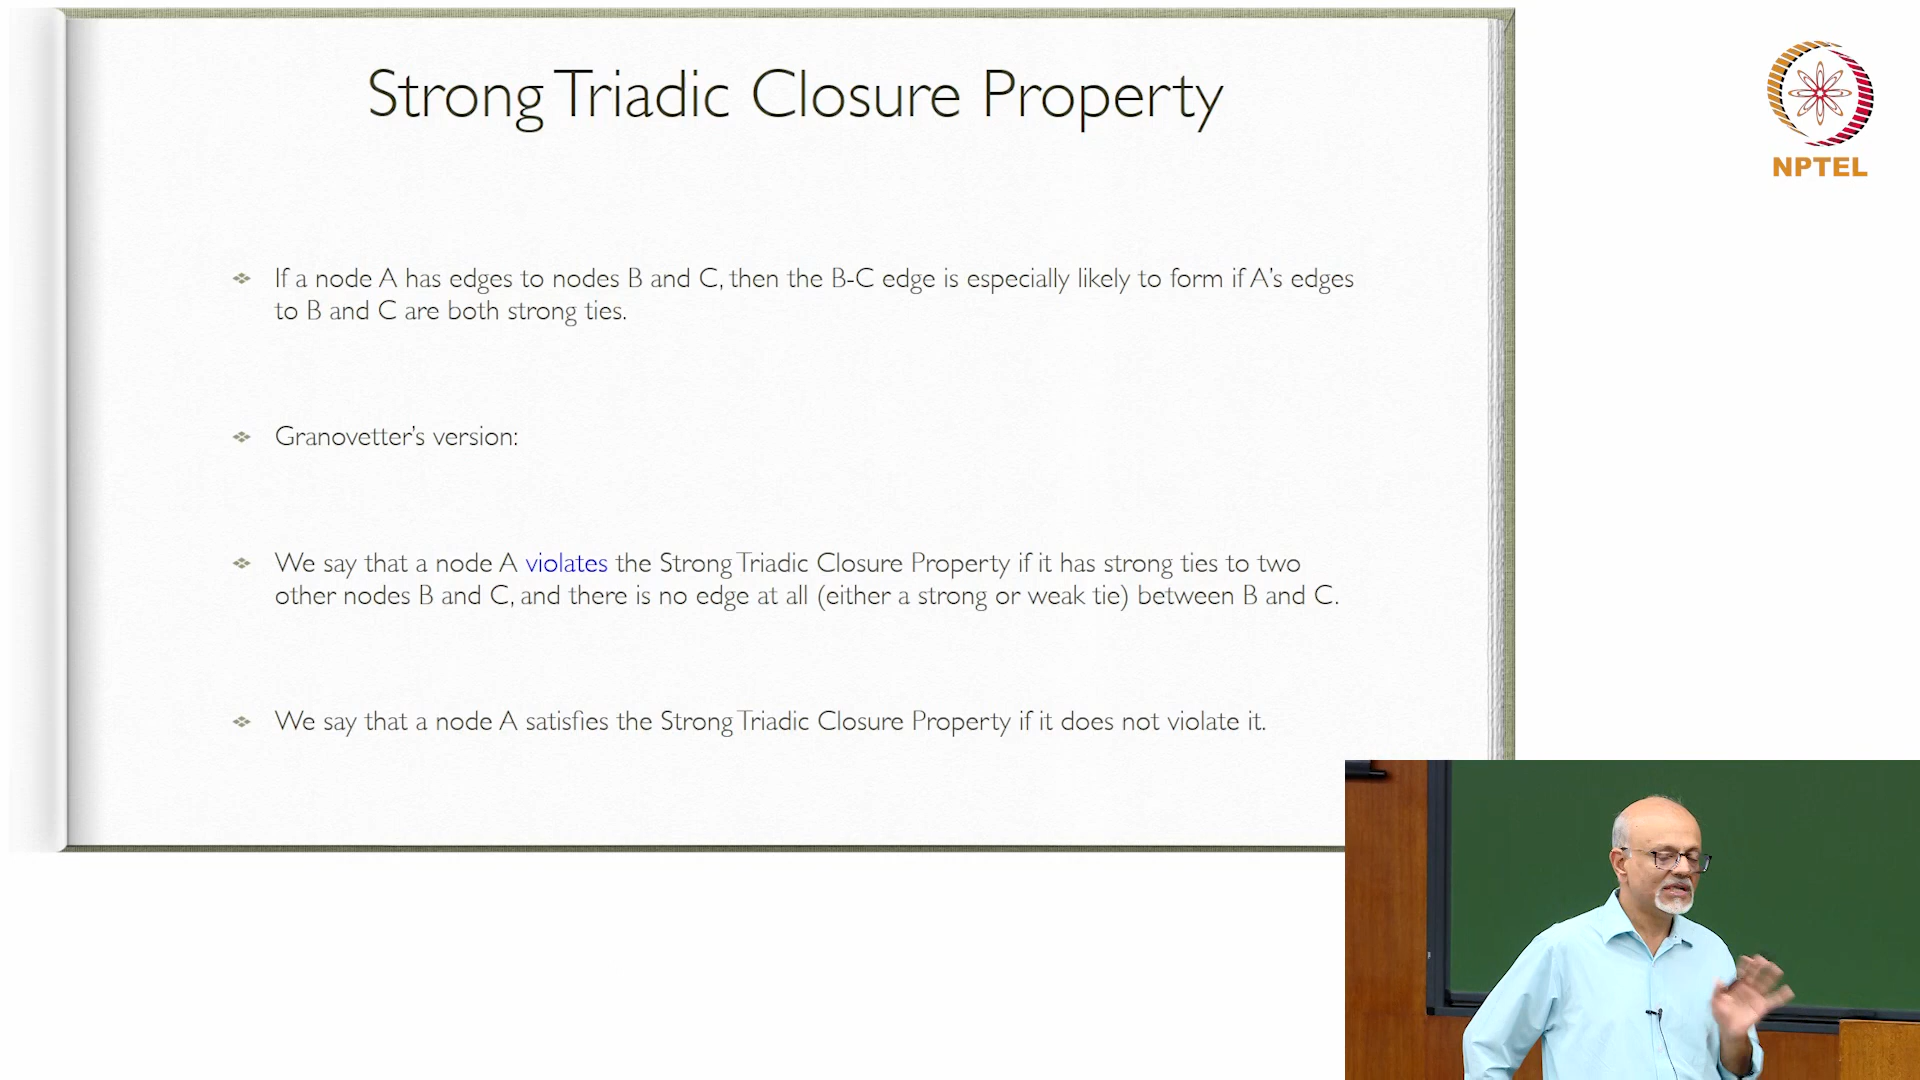 Strong Triadic Closure Property
NPTEL
If a node A has edges to nodes B and C, then the B-C edge is especially likely to form if A's edges
to B and C are both strong ties.
Granovetter's version:
We say that a node A violates the Strong Triadic Closure Property if it has strong ties to two
other nodes B and C, and there is no edge at all (either a strong or weak tie) between B and C.
We say that a node A satisfies the Strong Triadic Closure Property if it does not violate it.